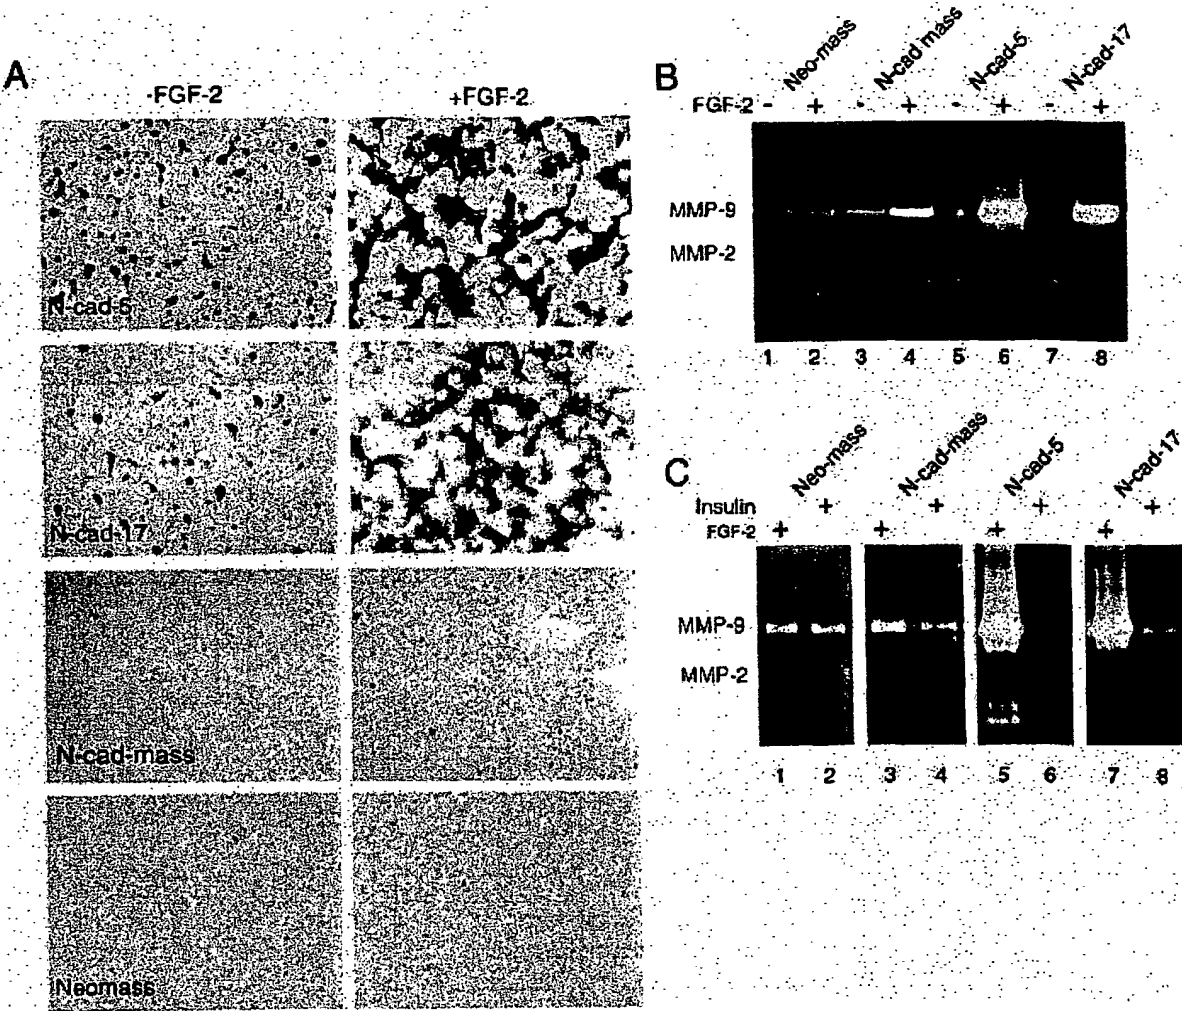 A
-FGF-2 +FGF-2
N-cad-5
N-cad-17
N-cad-mass
Neomass
B
Neo-mass N-cad mass N-cad-5 N-cad-17
FGF-2 - + - + - + - +
MMP-9
MMP-2
1 2 3 4 5 6 7 8
C
Neo-mass N-cad-mass N-cad-5 N-cad-17
Insulin + + + +
FGF-2 + + + +
MMP-9
MMP-2
1 2 3 4 5 6 7 8